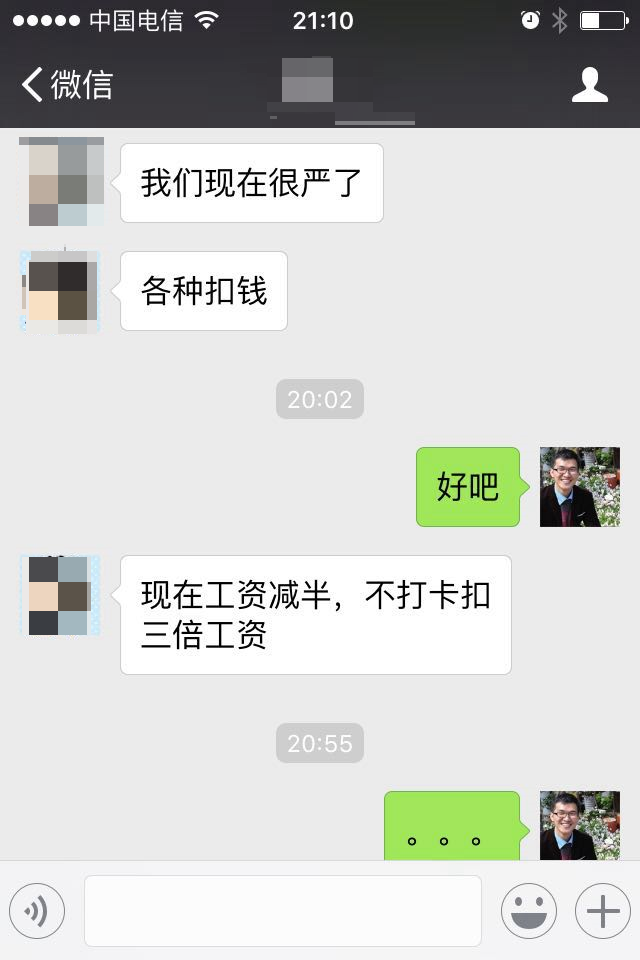 中国电信
21:10
微信
我们现在很严了
各种扣钱
20:02
好吧
现在工资减半，不打卡扣
三倍工资
20:55
。。。